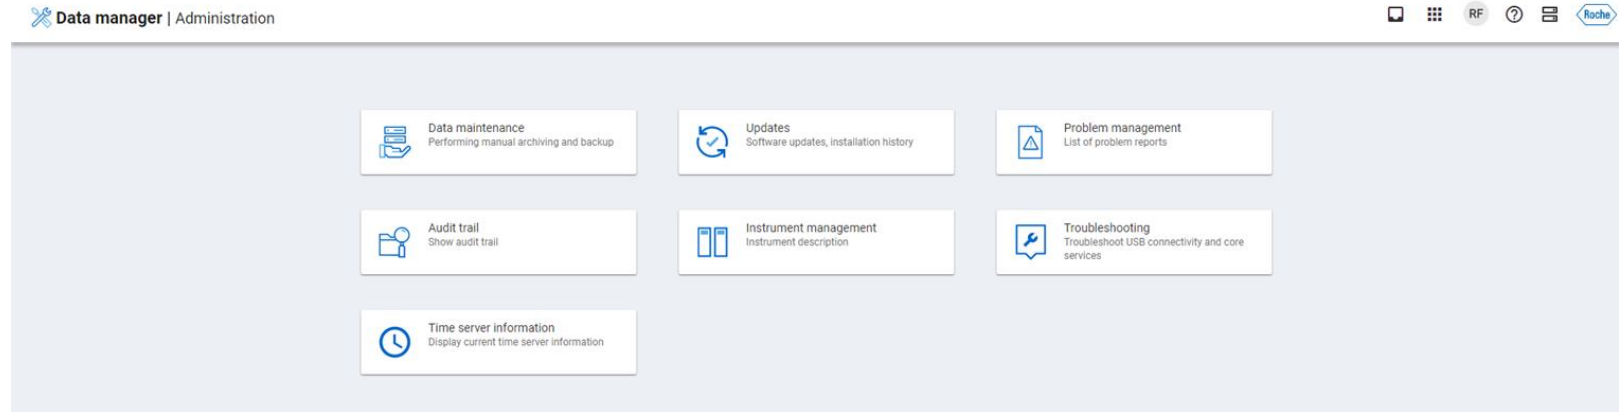 Data manager | Administration
RF
Roche
Data maintenance
Performing manual archiving and backup
Updates
Software updates, installation history
Problem management
List of problem reports
Audit trail
Show audit trail
Instrument management
Instrument description
Troubleshooting
Troubleshoot USB connectivity and core
services
Time server information
Display current time server information